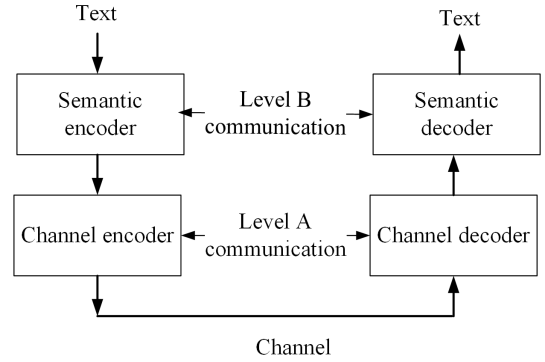 Text
Text
Semantic
encoder
Level B
communication
Semantic
decoder
Channel encoder
Level A
communication
Channel decoder
Channel